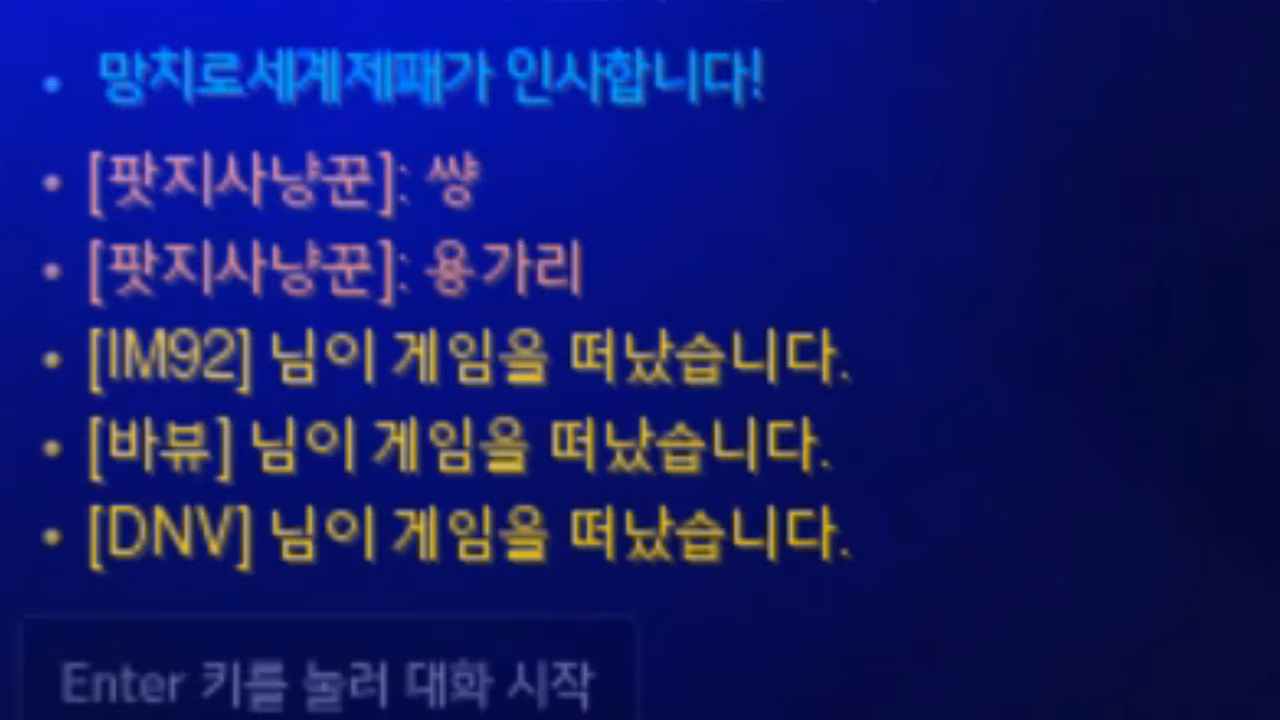 • 망치로세계제패가 인사합니다!
• [팟지사냥꾼]: 쌍
• [팟지사냥꾼]: 용가리
• [IM92] 님이 게임을 떠났습니다.
• [바뷰] 님이 게임을 떠났습니다.
• [DNV] 님이 게임을 떠났습니다.
Enter 키를 눌러 대화 시작